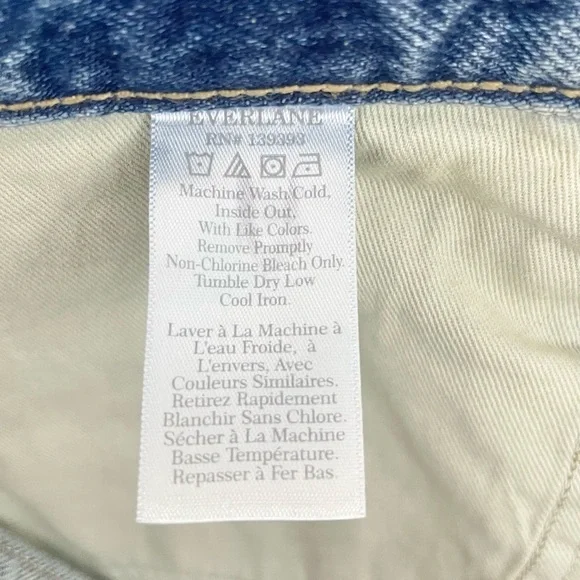 EVERLANE
RN# 139393
Machine Wash Cold,
Inside Out,
With Like Colors.
Remove Promptly
Non-Chlorine Bleach Only.
Tumble Dry Low
Cool Iron.
Laver à La Machine à
L'eau Froide, à
L'envers, Avec
Couleurs Similaires.
Retirez Rapidement
Blanchir Sans Chlore.
Sécher à La Machine
Basse Température.
Repasser à Fer Bas.